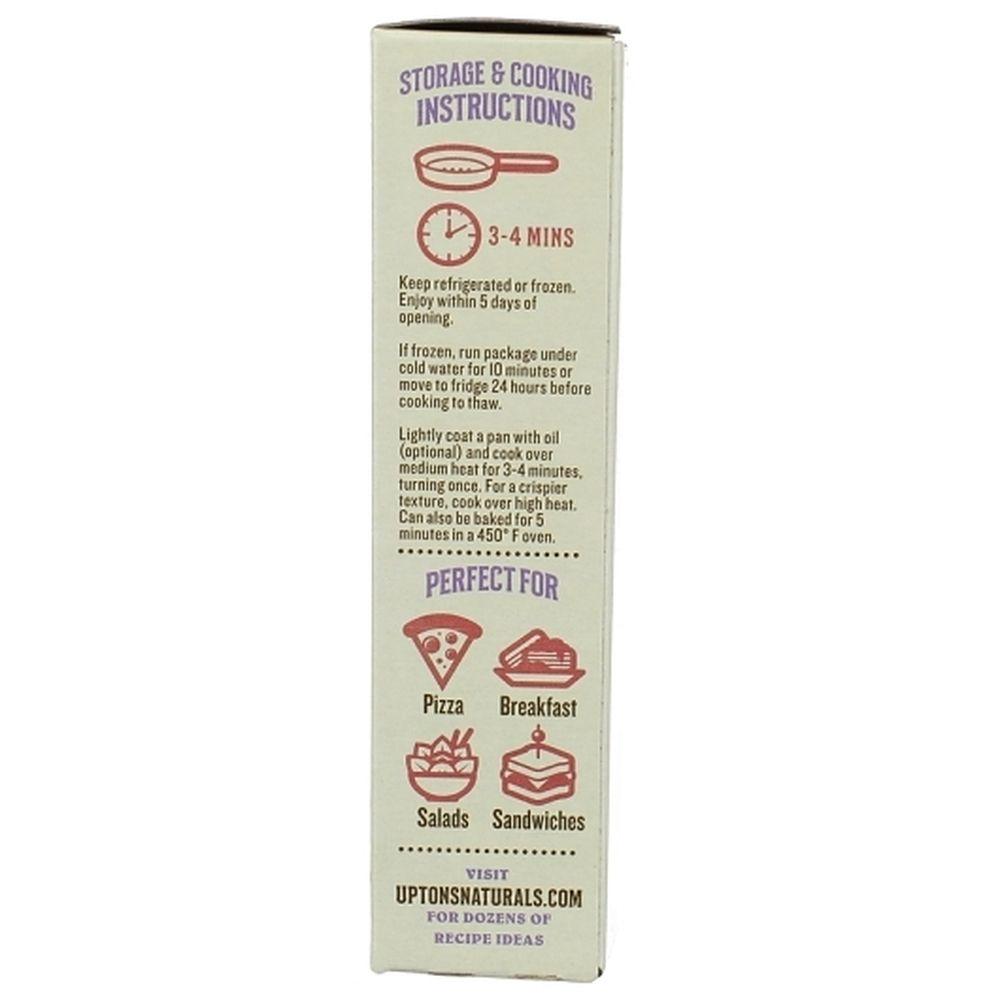 STORAGE & COOKING
INSTRUCTIONS
3-4 MINS
Keep refrigerated or frozen.
Enjoy within 5 days of
opening.
If frozen, run package under
cold water for 10 minutes or
move to fridge 24 hours before
cooking to thaw.
Lightly coat a pan with oil
(optional) and cook over
medium heat for 3-4 minutes,
turning once. For a crispier
texture, cook over high heat.
Can also be baked for 5
minutes in a 450° F oven.
PERFECT FOR
Pizza
Breakfast
Salads
Sandwiches
VISIT
UPTONSNATURALS.COM
FOR DOZENS OF
RECIPE IDEAS